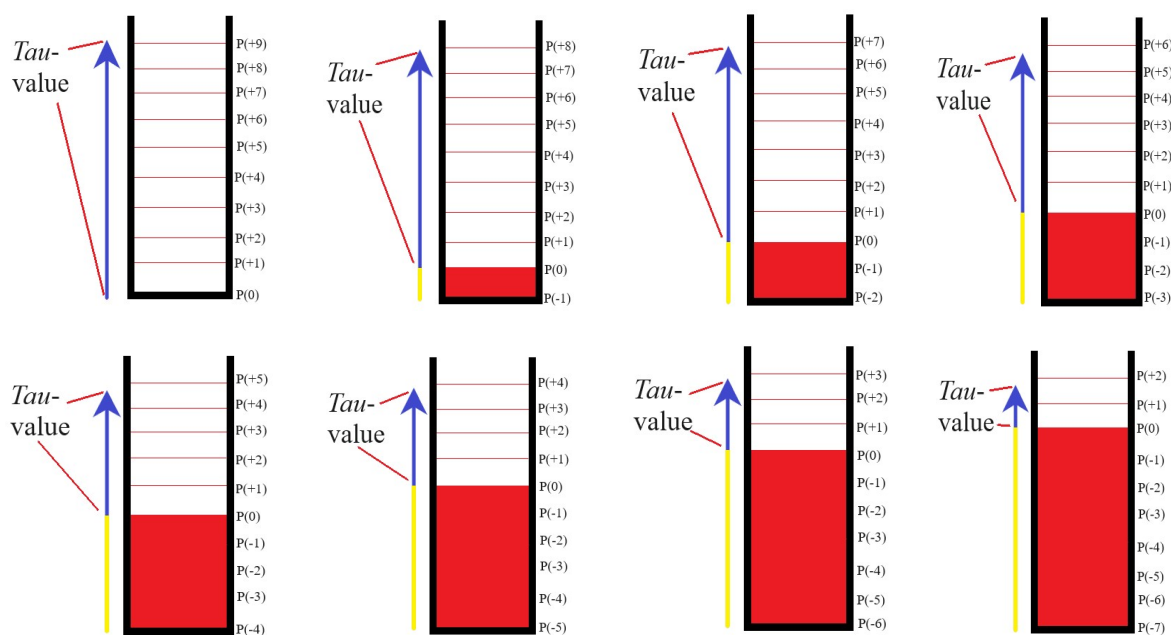 Tau-
value
P(+9)
P(+8)
P(+7)
P(+6)
P(+5)
P(+4)
P(+3)
P(+2)
P(+1)
P(0)
Tau-
value
P(+8)
P(+7)
P(+6)
P(+5)
P(+4)
P(+3)
P(+2)
P(+1)
P(0)
P(-1)
Tau-
value
P(+7)
P(+6)
P(+5)
P(+4)
P(+3)
P(+2)
P(+1)
P(0)
P(-1)
P(-2)
Tau-
value
P(+6)
P(+5)
P(+4)
P(+3)
P(+2)
P(+1)
P(0)
P(-1)
P(-2)
P(-3)
Tau-
value
P(+5)
P(+4)
P(+3)
P(+2)
P(+1)
P(0)
P(-1)
P(-2)
P(-3)
P(-4)
Tau-
value
P(+4)
P(+3)
P(+2)
P(+1)
P(0)
P(-1)
P(-2)
P(-3)
P(-4)
P(-5)
Tau-
value
P(+3)
P(+2)
P(+1)
P(0)
P(-1)
P(-2)
P(-3)
P(-4)
P(-5)
P(-6)
Tau-
value
P(+2)
P(+1)
P(0)
P(-1)
P(-2)
P(-3)
P(-4)
P(-5)
P(-6)
P(-7)